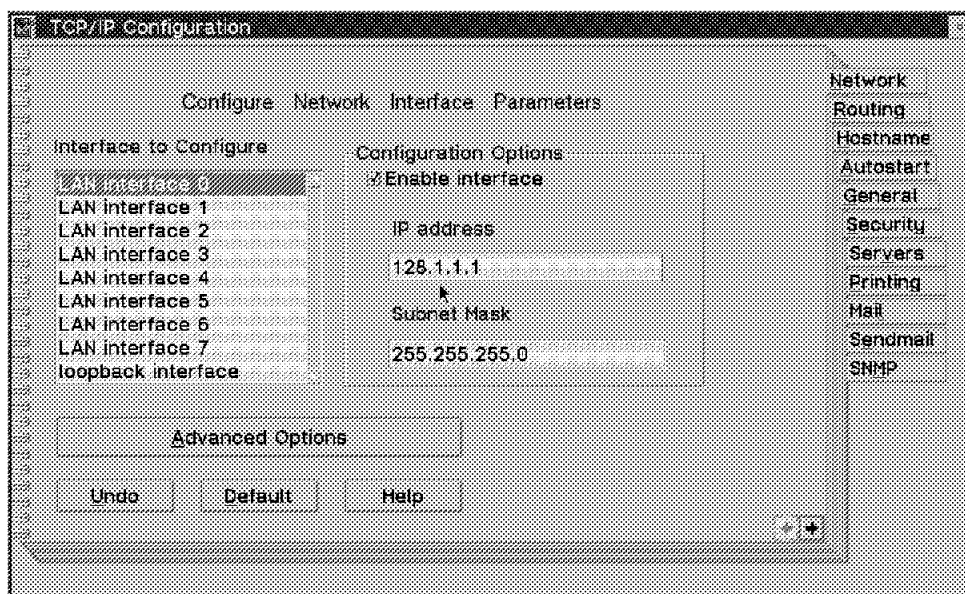 TCP/IP Configuration
Configure Network Interface Parameters
Interface to Configure
LAN interface 0
LAN interface 1
LAN interface 2
LAN interface 3
LAN interface 4
LAN interface 5
LAN interface 6
LAN interface 7
loopback interface
Configuration Options
Enable interface
IP address
128.1.1.1
Subnet Mask
255.255.255.0
Advanced Options
Undo
Default
Help
Network
Routing
Hostname
Autostart
General
Security
Servers
Printing
Mail
Sendmail
SNMP